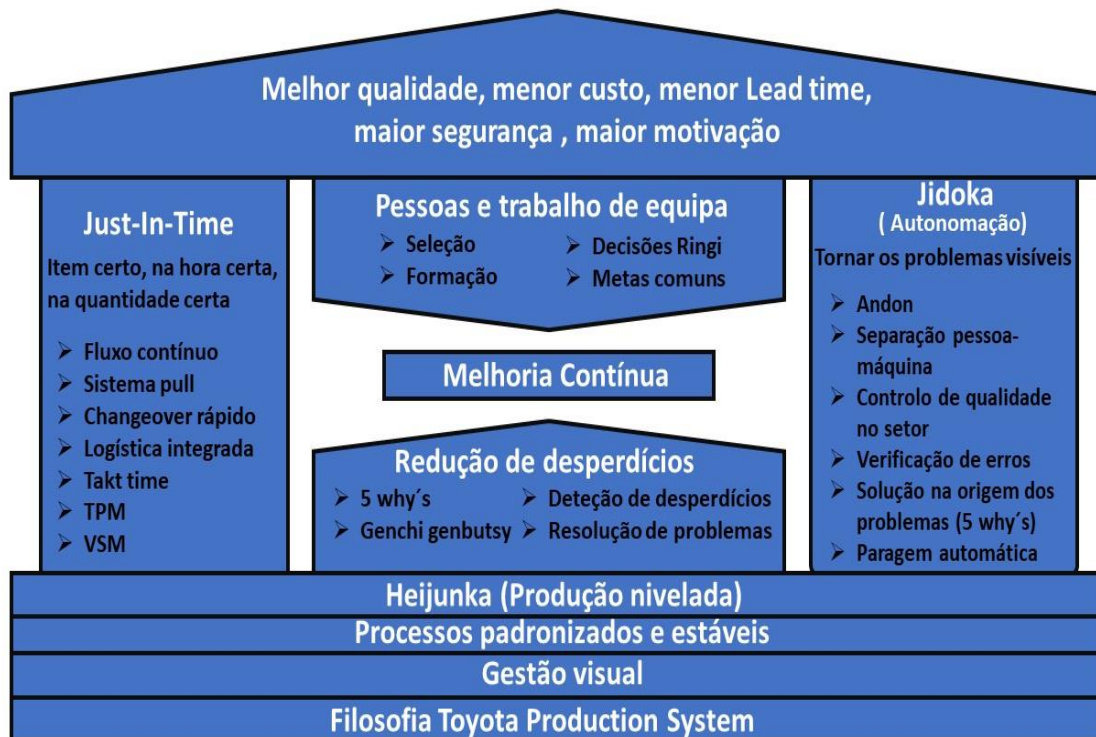 Melhor qualidade, menor custo, menor Lead time,
maior segurança , maior motivação
Just-In-Time
Item certo, na hora certa,
na quantidade certa
➤ Fluxo contínuo
➤ Sistema pull
➤ Changeover rápido
➤ Logística integrada
➤ Takt time
➤ TPM
➤ VSM
Pessoas e trabalho de equipa
➤ Seleção
➤ Formação
➤ Decisões Ringi
➤ Metas comuns
Melhoria Contínua
Redução de desperdícios
➤ 5 why´s
➤ Genchi genbutsy
➤ Deteção de desperdícios
➤ Resolução de problemas
Jidoka
( Autonomação)
Tornar os problemas visíveis
➤ Andon
➤ Separação pessoa-
máquina
➤ Controlo de qualidade
no setor
➤ Verificação de erros
➤ Solução na origem dos
problemas (5 why´s)
➤ Paragem automática
Heijunka (Produção nivelada)
Processos padronizados e estáveis
Gestão visual
Filosofia Toyota Production System